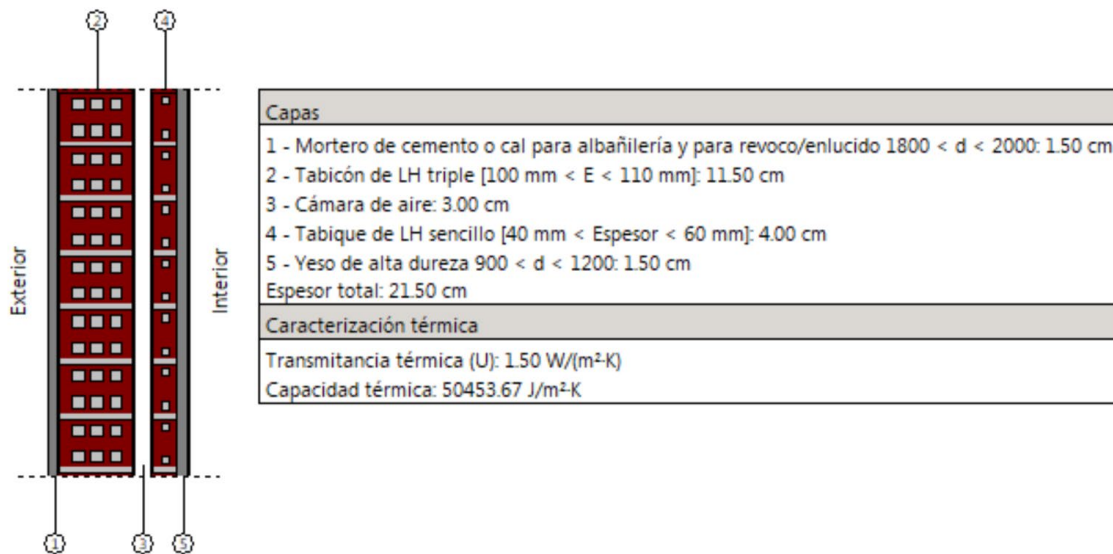 2
4
Exterior
Interior
1
3
5
Capas
1 - Mortero de cemento o cal para albañilería y para revoco/enlucido 1800 < d < 2000: 1.50 cm
2 - Tabicón de LH triple [100 mm < E < 110 mm]: 11.50 cm
3 - Cámara de aire: 3.00 cm
4 - Tabique de LH sencillo [40 mm < Espesor < 60 mm]: 4.00 cm
5 - Yeso de alta dureza 900 < d < 1200: 1.50 cm
Espesor total: 21.50 cm
Caracterización térmica
Transmitancia térmica (U): 1.50 W/(m²·K)
Capacidad térmica: 50453.67 J/m²·K